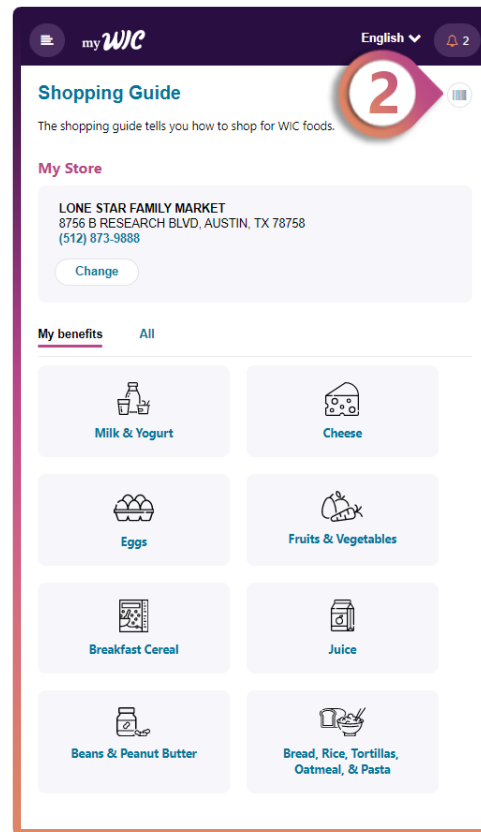 my WIC
English
2
Shopping Guide
2
The shopping guide tells you how to shop for WIC foods.
My Store
LONE STAR FAMILY MARKET
8756 B RESEARCH BLVD, AUSTIN, TX 78758
(512) 873-9888
Change
My benefits
All
Milk & Yogurt
Cheese
Eggs
Fruits & Vegetables
Breakfast Cereal
Juice
Beans & Peanut Butter
Bread, Rice, Tortillas,
Oatmeal, & Pasta